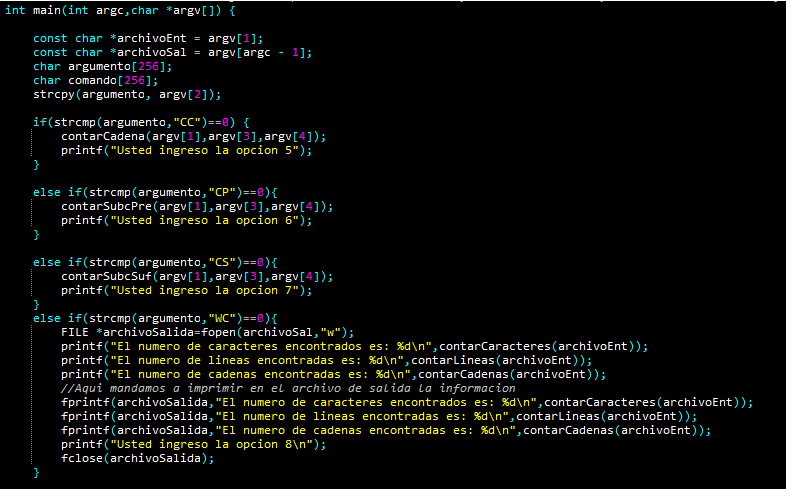 int main(int argc,char *argv[]) {
const char *archivoEnt = argv[1];
const char *archivoSal = argv[argc - 1];
char argumento[256];
char comando[256];
strcpy(argumento, argv[2]);
if(strcmp(argumento,"CC")==0) {
contarCadena(argv[1],argv[3],argv[4]);
printf("Usted ingreso la opcion 5");
}
else if(strcmp(argumento,"CP")==0){
contarSubcPre(argv[1],argv[3],argv[4]);
printf("Usted ingreso la opcion 6");
}
else if(strcmp(argumento,"CS")==0){
contarSubcSuf(argv[1],argv[3],argv[4]);
printf("Usted ingreso la opcion 7");
}
else if(strcmp(argumento,"WC")==0){
FILE *archivoSalida=fopen(archivoSal,"w");
printf("El numero de caracteres encontrados es: %d\n",contarCaracteres(archivoEnt));
printf("El numero de lineas encontradas es: %d\n",contarLineas(archivoEnt));
printf("El numero de cadenas encontradas es: %d\n",contarCadenas(archivoEnt));
//Aqui mandamos a imprimir en el archivo de salida la informacion
fprintf(archivoSalida,"El numero de caracteres encontrados es: %d\n",contarCaracteres(archivoEnt));
fprintf(archivoSalida,"El numero de lineas encontradas es: %d\n",contarLineas(archivoEnt));
fprintf(archivoSalida,"El numero de cadenas encontradas es: %d\n",contarCadenas(archivoEnt));
printf("Usted ingreso la opcion 8\n");
fclose(archivoSalida);
}